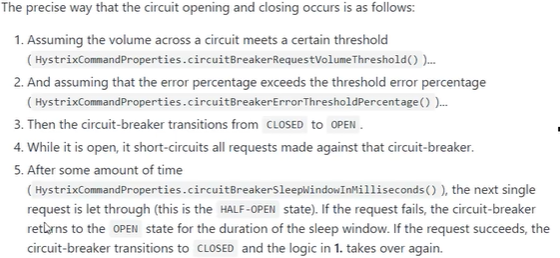 The precise way that the circuit opening and closing occurs is as follows:
1. Assuming the volume across a circuit meets a certain threshold
( HystrixCommandProperties.circuitBreakerRequestVolumeThreshold() )...
2. And assuming that the error percentage exceeds the threshold error percentage
( HystrixCommandProperties.circuitBreakerErrorThresholdPercentage() )...
3. Then the circuit-breaker transitions from CLOSED to OPEN .
4. While it is open, it short-circuits all requests made against that circuit-breaker.
5. After some amount of time
( HystrixCommandProperties.circuitBreakerSleepWindowInMilliseconds() ), the next single
request is let through (this is the HALF-OPEN state). If the request fails, the circuit-breaker
returns to the OPEN state for the duration of the sleep window. If the request succeeds, the
circuit-breaker transitions to CLOSED and the logic in 1. takes over again.